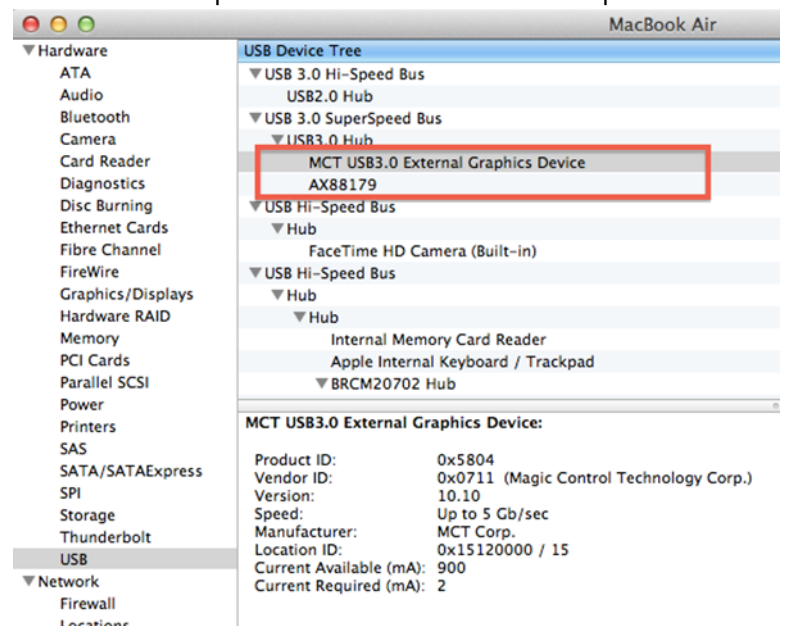 MacBook Air
Hardware
ATA
Audio
Bluetooth
Camera
Card Reader
Diagnostics
Disc Burning
Ethernet Cards
Fibre Channel
FireWire
Graphics/Displays
Hardware RAID
Memory
PCI Cards
Parallel SCSI
Power
Printers
SAS
SATA/SATAExpress
SPI
Storage
Thunderbolt
USB
Network
Firewall
Locations
USB Device Tree
USB 3.0 Hi-Speed Bus
USB2.0 Hub
USB 3.0 SuperSpeed Bus
USB3.0 Hub
MCT USB3.0 External Graphics Device
AX88179
USB Hi-Speed Bus
Hub
FaceTime HD Camera (Built-in)
USB Hi-Speed Bus
Hub
Hub
Internal Memory Card Reader
Apple Internal Keyboard / Trackpad
BRCM20702 Hub
MCT USB3.0 External Graphics Device:
Product ID: 0x5804
Vendor ID: 0x0711 (Magic Control Technology Corp.)
Version: 10.10
Speed: Up to 5 Gb/sec
Manufacturer: MCT Corp.
Location ID: 0x15120000 / 15
Current Available (mA): 900
Current Required (mA): 2